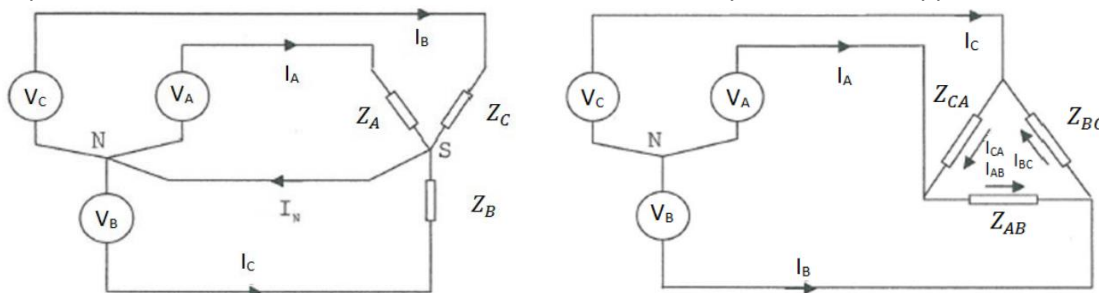 I_B
I_C
I_A
I_A
V_C
V_A
V_C
V_A
Z_A
Z_C
Z_CA
Z_BC
N
S
N
I_CA
I_BC
I_AB
I_N
V_B
Z_B
V_B
Z_AB
I_C
I_B